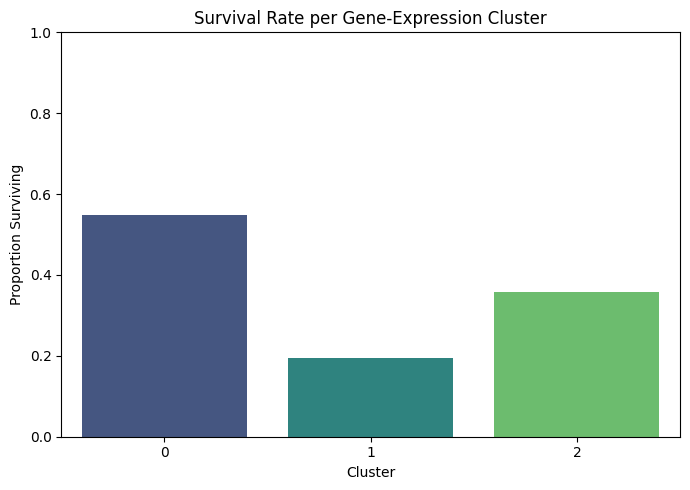 Survival Rate per Gene-Expression Cluster
1.0
0.8
0.6
0.4
0.2
0.0
Proportion Surviving
0 1 2
Cluster